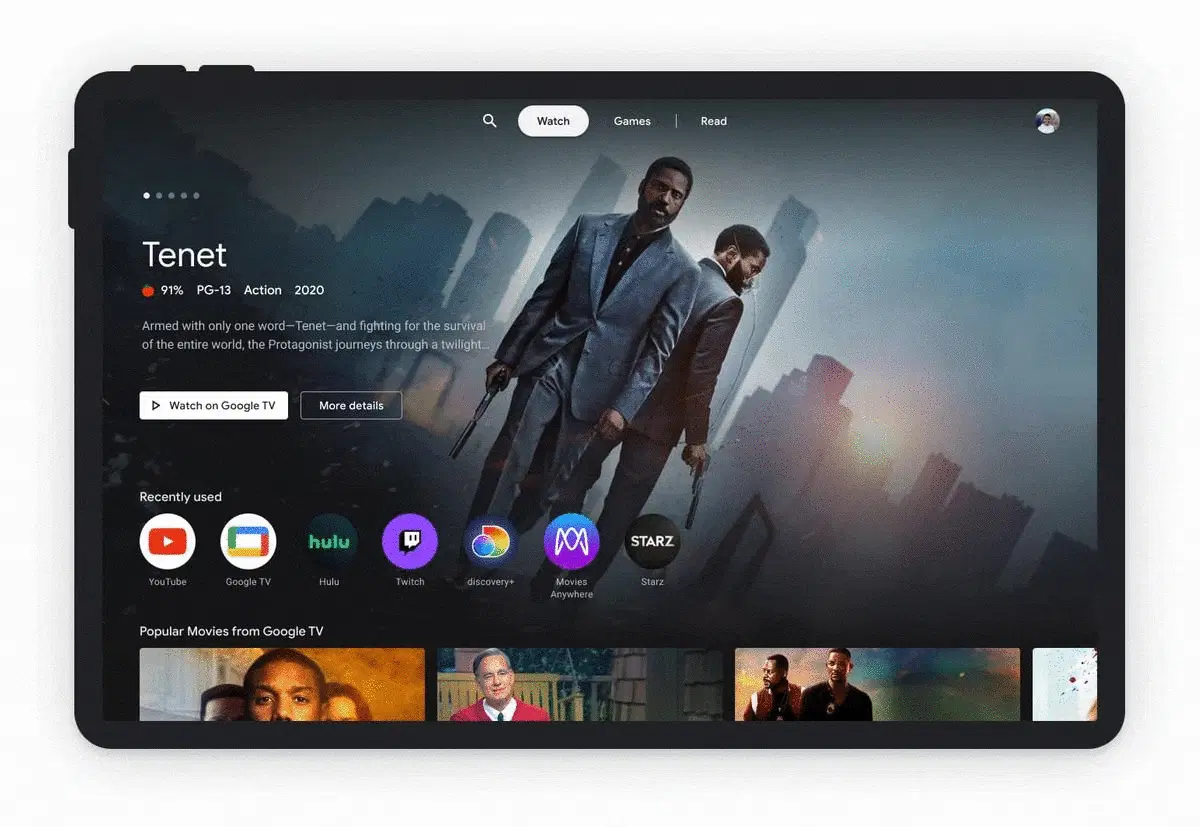 Watch
Games
Read
Tenet
91% PG-13 Action 2020
Armed with only one word—Tenet—and fighting for the survival
of the entire world, the Protagonist journeys through a twilight...
Watch on Google TV
More details
Recently used
hulu
STARZ
YouTube
Google TV
Hulu
Twitch
discovery+
Movies
Anywhere
Starz
Popular Movies from Google TV